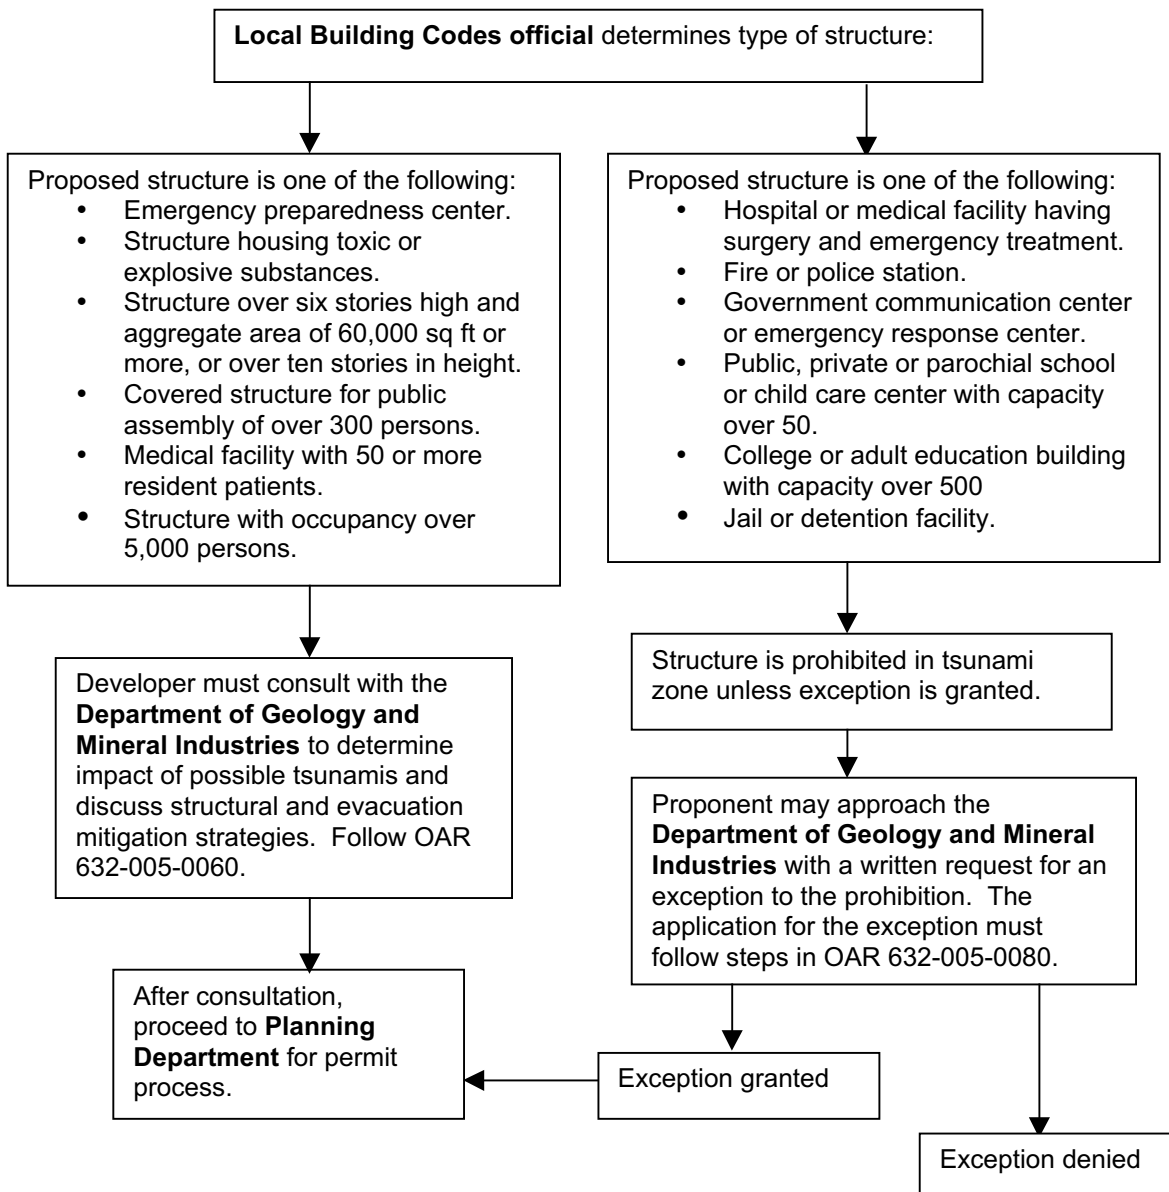 Local Building Codes official determines type of structure:
Proposed structure is one of the following:
• Emergency preparedness center.
• Structure housing toxic or
explosive substances.
• Structure over six stories high and
aggregate area of 60,000 sq ft or
more, or over ten stories in height.
• Covered structure for public
assembly of over 300 persons.
• Medical facility with 50 or more
resident patients.
• Structure with occupancy over
5,000 persons.
Developer must consult with the
Department of Geology and
Mineral Industries to determine
impact of possible tsunamis and
discuss structural and evacuation
mitigation strategies. Follow OAR
632-005-0060.
After consultation,
proceed to Planning
Department for permit
process.
Proposed structure is one of the following:
• Hospital or medical facility having
surgery and emergency treatment.
• Fire or police station.
• Government communication center
or emergency response center.
• Public, private or parochial school
or child care center with capacity
over 50.
• College or adult education building
with capacity over 500
• Jail or detention facility.
Structure is prohibited in tsunami
zone unless exception is granted.
Proponent may approach the
Department of Geology and Mineral
Industries with a written request for an
exception to the prohibition. The
application for the exception must
follow steps in OAR 632-005-0080.
Exception granted
Exception denied